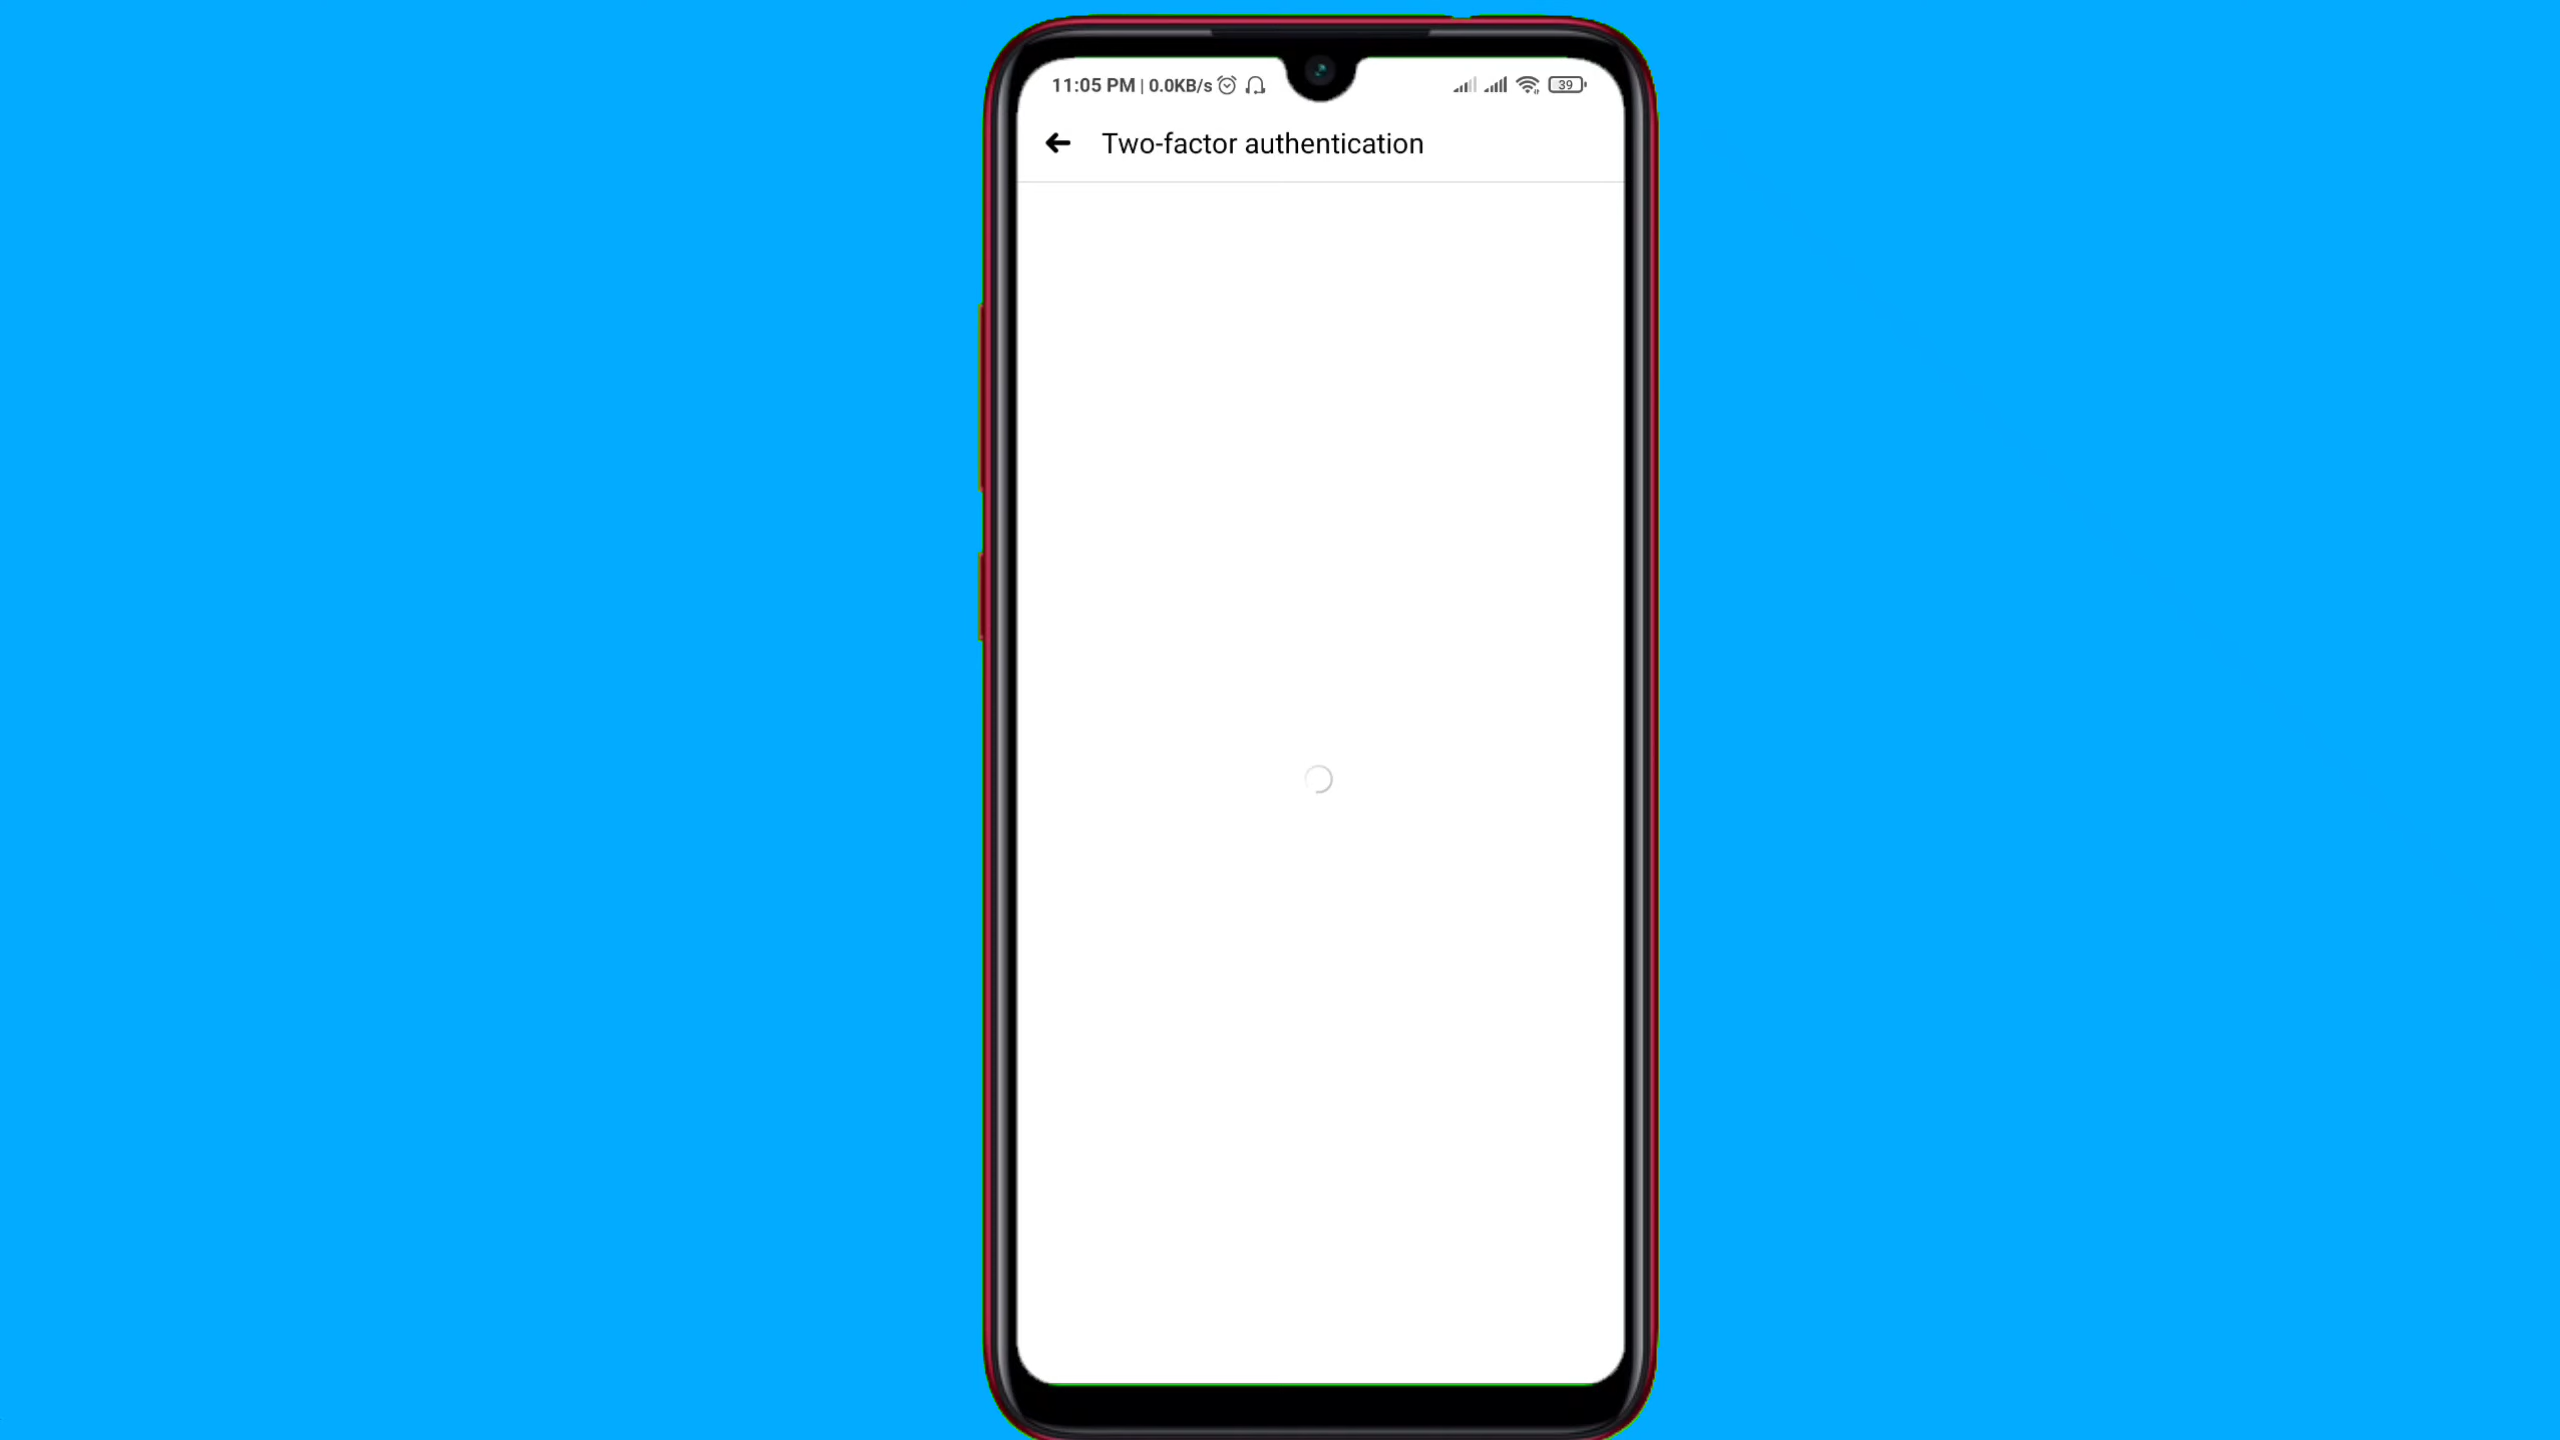 11:05 PM | 0.0KB/s 39
Two-factor authentication